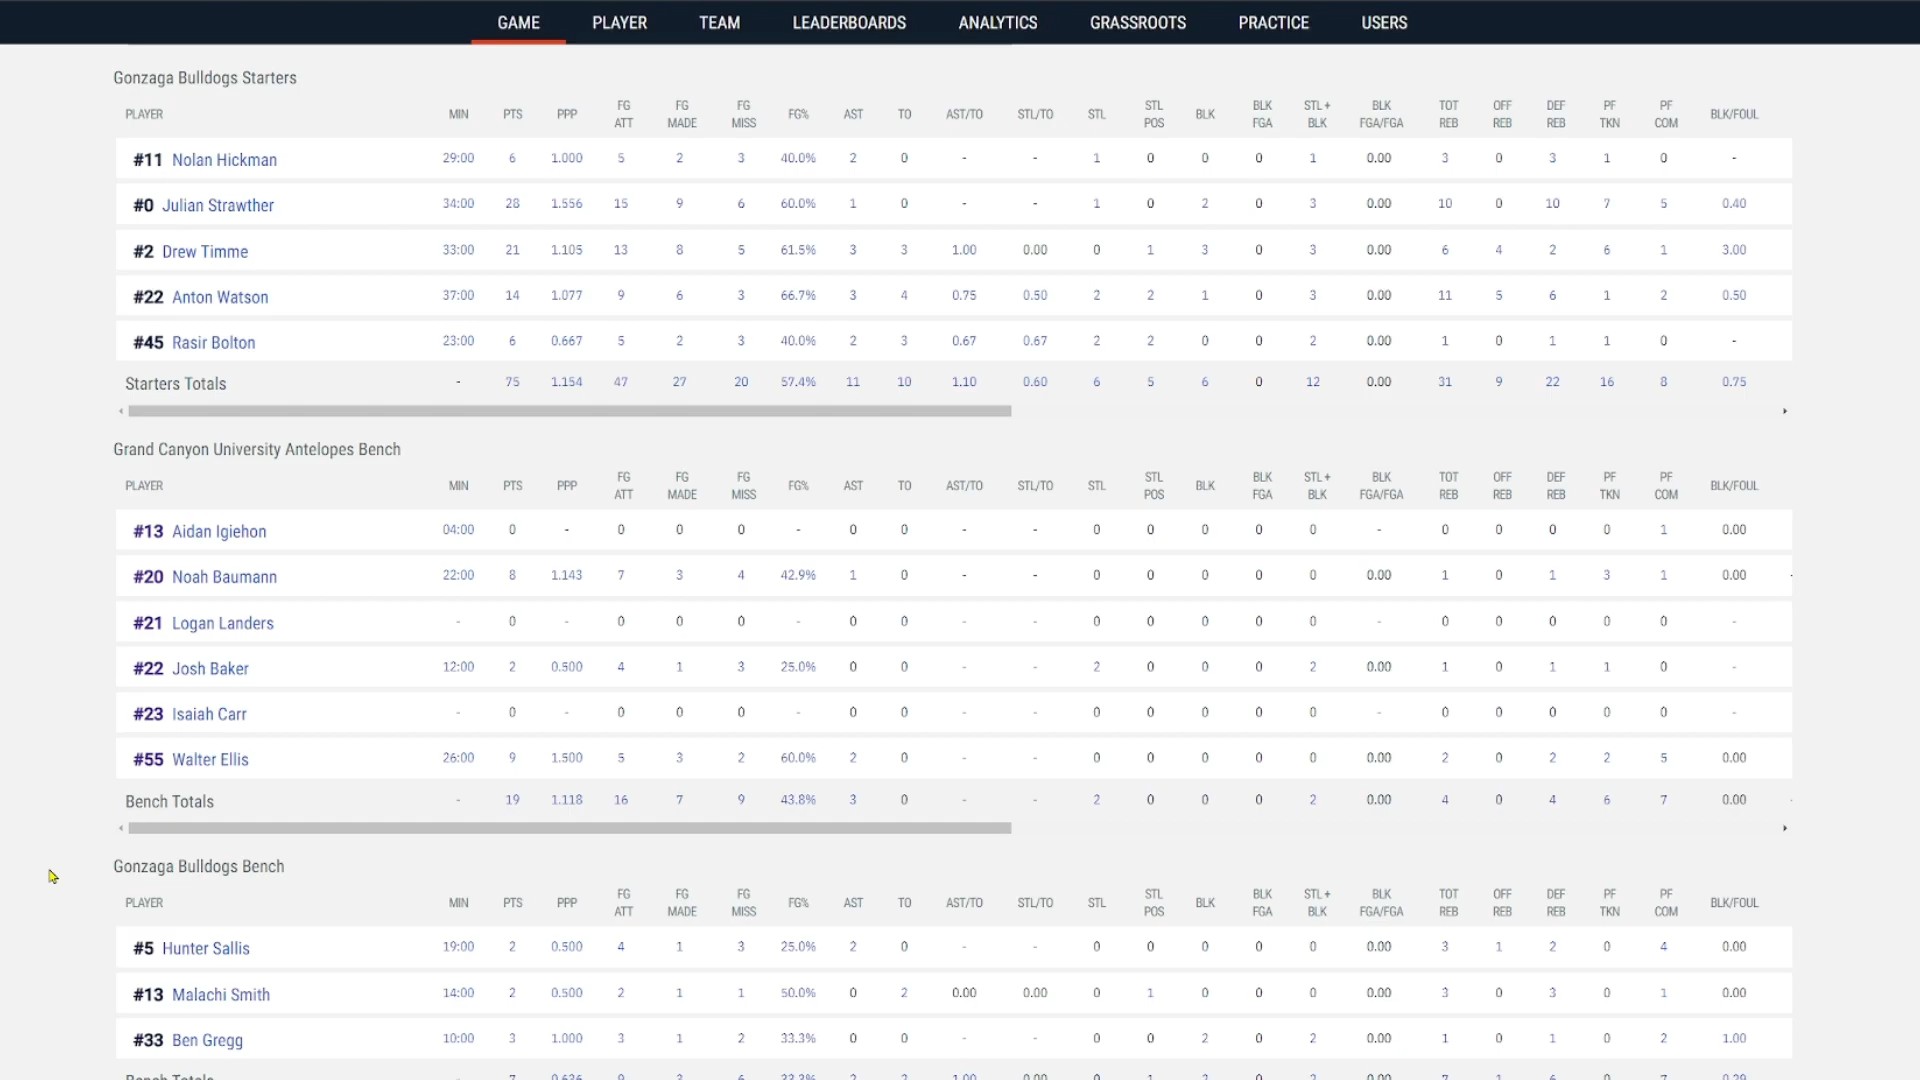 GAME PLAYER TEAM LEADERBOARDS ANALYTICS GRASSROOTS PRACTICE USERS
Gonzaga Bulldogs Starters
PLAYER MIN PTS PPP FG ATT FG MADE FG MISS FG% AST TO AST/TO STL/TO STL STL POS BLK BLK FGA STL + BLK BLK FGA/FGA TOT REB OFF REB DEF REB PF TKN PF COM BLK/FOUL
#11 Nolan Hickman 29:00 6 1.000 5 2 3 40.0% 2 0 - - 1 0 0 0 1 0.00 3 0 3 1 0 -
#0 Julian Strawther 34:00 28 1.556 15 9 6 60.0% 1 0 - - 1 0 2 0 3 0.00 10 0 10 7 5 0.40
#2 Drew Timme 33:00 21 1.105 13 8 5 61.5% 3 3 1.00 0.00 0 1 3 0 3 0.00 6 4 2 6 1 3.00
#22 Anton Watson 37:00 14 1.077 9 6 3 66.7% 3 4 0.75 0.50 2 2 1 0 3 0.00 11 5 6 1 2 0.50
#45 Rasir Bolton 23:00 6 0.667 5 2 3 40.0% 2 3 0.67 0.67 2 2 0 0 2 0.00 1 0 1 1 0 -
Starters Totals - 75 1.154 47 27 20 57.4% 11 10 1.10 0.60 6 5 6 0 12 0.00 31 9 22 16 8 0.75
Grand Canyon University Antelopes Bench
PLAYER MIN PTS PPP FG ATT FG MADE FG MISS FG% AST TO AST/TO STL/TO STL STL POS BLK BLK FGA STL + BLK BLK FGA/FGA TOT REB OFF REB DEF REB PF TKN PF COM BLK/FOUL
#13 Aidan Igiehon 04:00 0 - 0 0 0 - 0 0 - - 0 0 0 0 0 - 0 0 0 0 1 0.00
#20 Noah Baumann 22:00 8 1.143 7 3 4 42.9% 1 0 - - 0 0 0 0 0 0.00 1 0 1 3 1 0.00
#21 Logan Landers - 0 - 0 0 0 - 0 0 - - 0 0 0 0 0 - 0 0 0 0 0 -
#22 Josh Baker 12:00 2 0.500 4 1 3 25.0% 0 0 - - 2 0 0 0 2 0.00 1 0 1 1 0 -
#23 Isaiah Carr - 0 - 0 0 0 - 0 0 - - 0 0 0 0 0 - 0 0 0 0 0 -
#55 Walter Ellis 26:00 9 1.500 5 3 2 60.0% 2 0 - - 0 0 0 0 0 0.00 2 0 2 2 5 0.00
Bench Totals - 19 1.118 16 7 9 43.8% 3 0 - - 2 0 0 0 2 0.00 4 0 4 6 7 0.00
Gonzaga Bulldogs Bench
PLAYER MIN PTS PPP FG ATT FG MADE FG MISS FG% AST TO AST/TO STL/TO STL STL POS BLK BLK FGA STL + BLK BLK FGA/FGA TOT REB OFF REB DEF REB PF TKN PF COM BLK/FOUL
#5 Hunter Sallis 19:00 2 0.500 4 1 3 25.0% 2 0 - - 0 0 0 0 0 0.00 3 1 2 0 4 0.00
#13 Malachi Smith 14:00 2 0.500 2 1 1 50.0% 0 2 0.00 0.00 0 1 0 0 0 0.00 3 0 3 0 1 0.00
#33 Ben Gregg 10:00 3 1.000 3 1 2 33.3% 0 0 - - 0 0 2 0 2 0.00 1 0 1 0 2 1.00
Bench Totals - 7 0.636 9 3 6 33.3% 2 2 1.00 0.00 0 1 2 0 2 0.00 7 1 6 0 7 0.29